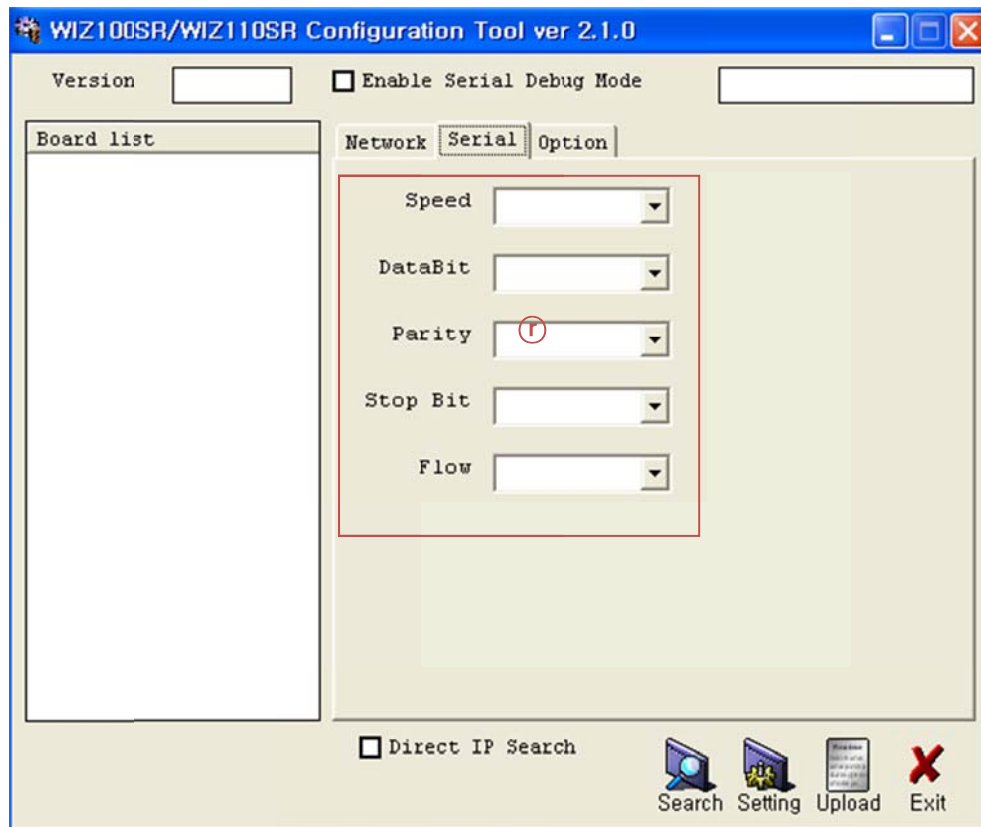 WIZ100SR/WIZ110SR Configuration Tool ver 2.1.0
Version
Enable Serial Debug Mode
Board list
Network Serial Option
Speed
DataBit
Parity ⓡ
Stop Bit
Flow
Direct IP Search
Search Setting Upload Exit